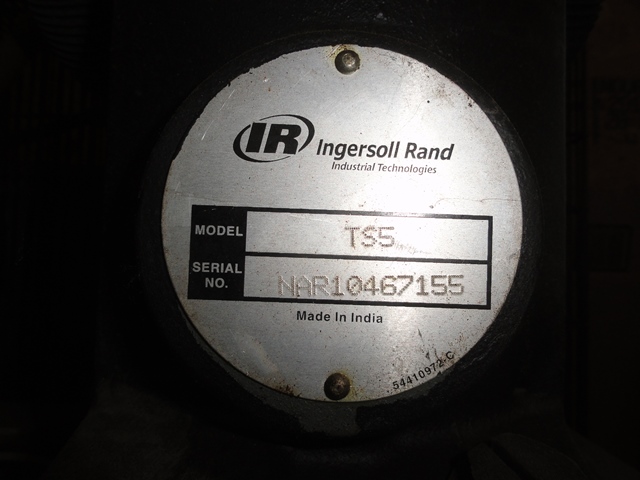 IR Ingersoll Rand
Industrial Technologies
MODEL TS5
SERIAL NO. NAR10467155
Made In India
54410972 C